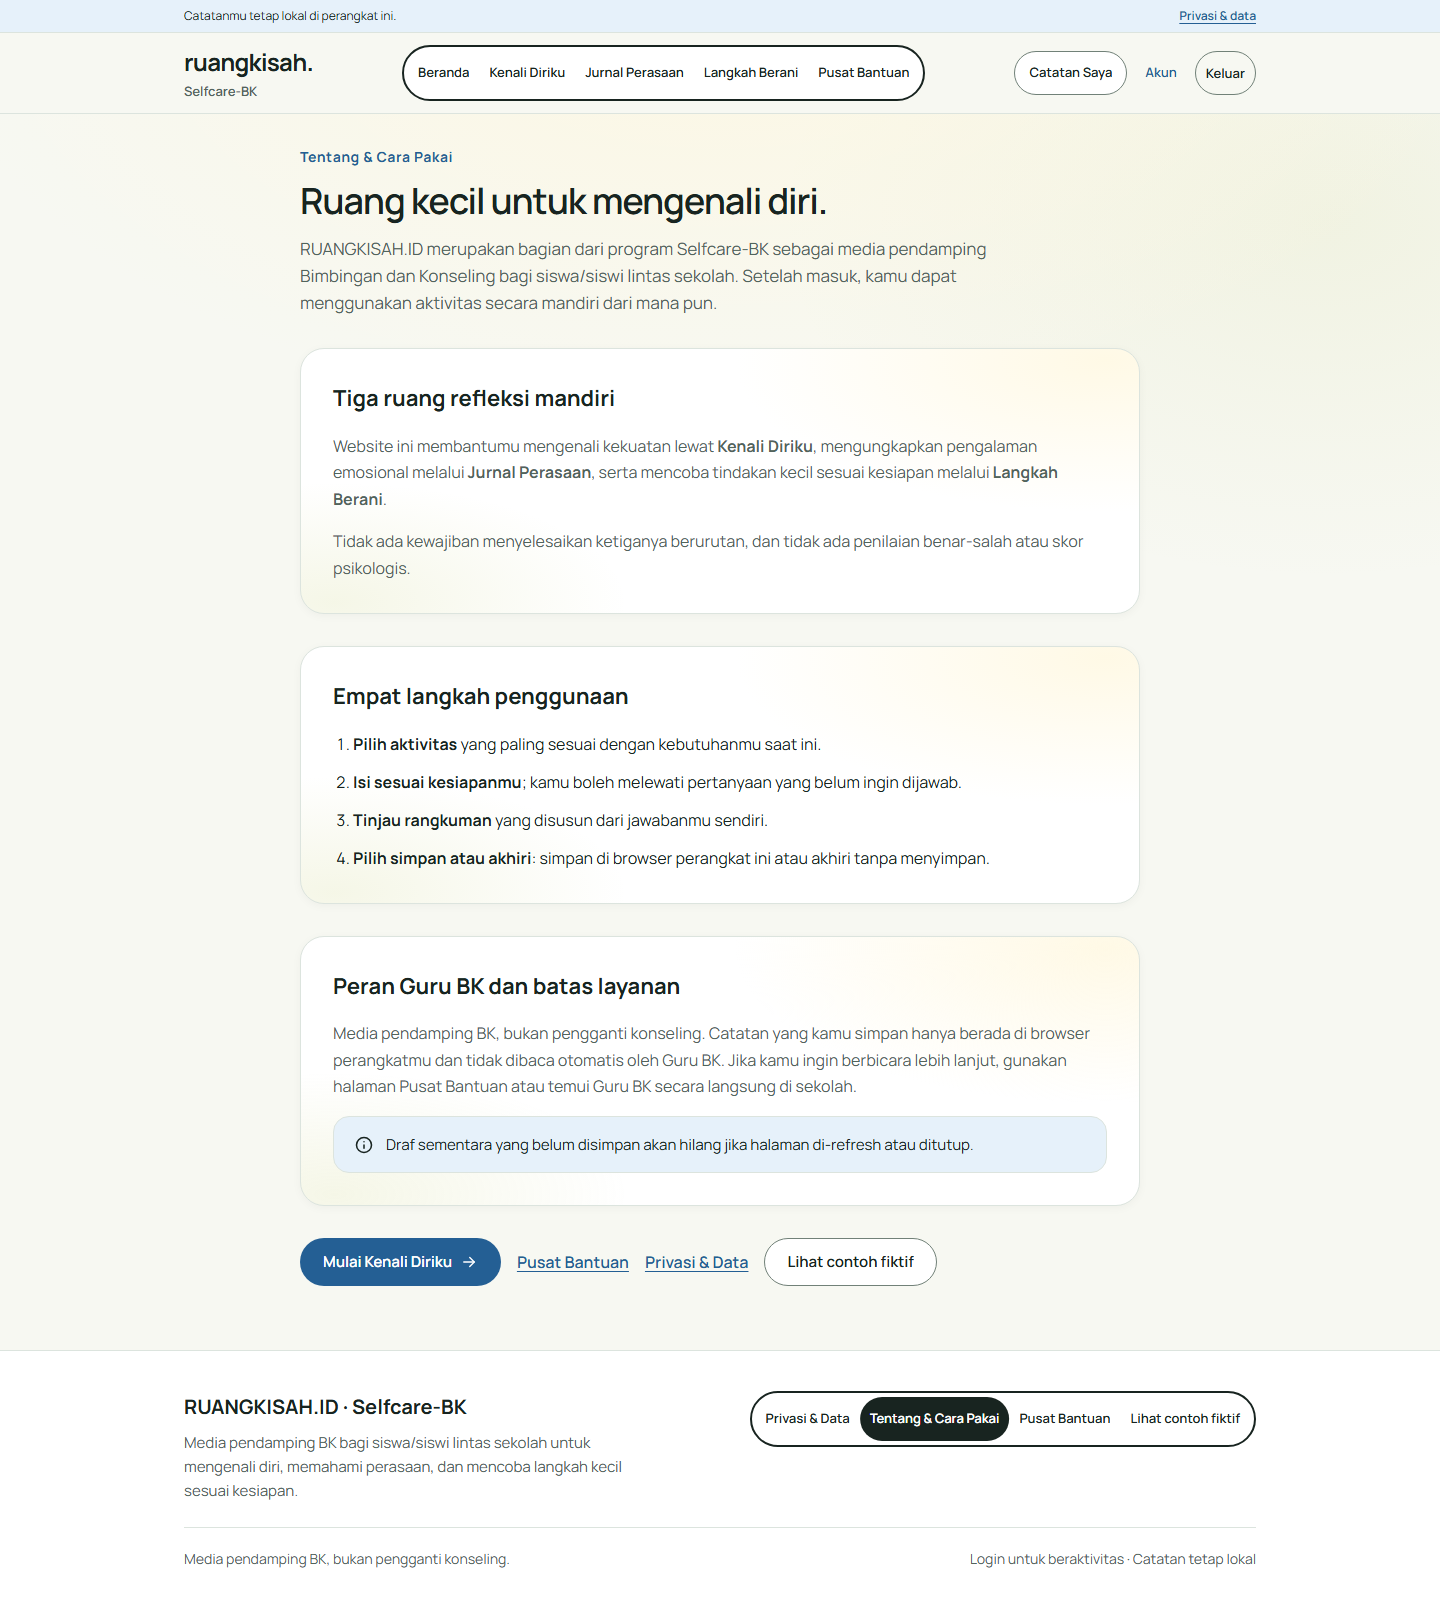 Catatanmu tetap lokal di perangkat ini.
Privasi & data
ruangkisah.
Selfcare-BK
Beranda
Kenali Diriku
Jurnal Perasaan
Langkah Berani
Pusat Bantuan
Catatan Saya
Akun
Keluar
Tentang & Cara Pakai
Ruang kecil untuk mengenali diri.
RUANGKISAH.ID merupakan bagian dari program Selfcare-BK sebagai media pendamping
Bimbingan dan Konseling bagi siswa/siswi lintas sekolah. Setelah masuk, kamu dapat
menggunakan aktivitas secara mandiri dari mana pun.
Tiga ruang refleksi mandiri
Website ini membantumu mengenali kekuatan lewat Kenali Diriku, mengungkapkan pengalaman
emosional melalui Jurnal Perasaan, serta mencoba tindakan kecil sesuai kesiapan melalui Langkah
Berani.
Tidak ada kewajiban menyelesaikan ketiganya berurutan, dan tidak ada penilaian benar-salah atau skor
psikologis.
Empat langkah penggunaan
1. Pilih aktivitas yang paling sesuai dengan kebutuhanmu saat ini.
2. Isi sesuai kesiapanmu; kamu boleh melewati pertanyaan yang belum ingin dijawab.
3. Tinjau rangkuman yang disusun dari jawabanmu sendiri.
4. Pilih simpan atau akhiri: simpan di browser perangkat ini atau akhiri tanpa menyimpan.
Peran Guru BK dan batas layanan
Media pendamping BK, bukan pengganti konseling. Catatan yang kamu simpan hanya berada di browser
perangkatmu dan tidak dibaca otomatis oleh Guru BK. Jika kamu ingin berbicara lebih lanjut, gunakan
halaman Pusat Bantuan atau temui Guru BK secara langsung di sekolah.
Draf sementara yang belum disimpan akan hilang jika halaman di-refresh atau ditutup.
Mulai Kenali Diriku →
Pusat Bantuan
Privasi & Data
Lihat contoh fiktif
RUANGKISAH.ID · Selfcare-BK
Media pendamping BK bagi siswa/siswi lintas sekolah untuk
mengenali diri, memahami perasaan, dan mencoba langkah kecil
sesuai kesiapan.
Privasi & Data
Tentang & Cara Pakai
Pusat Bantuan
Lihat contoh fiktif
Media pendamping BK, bukan pengganti konseling.
Login untuk beraktivitas · Catatan tetap lokal